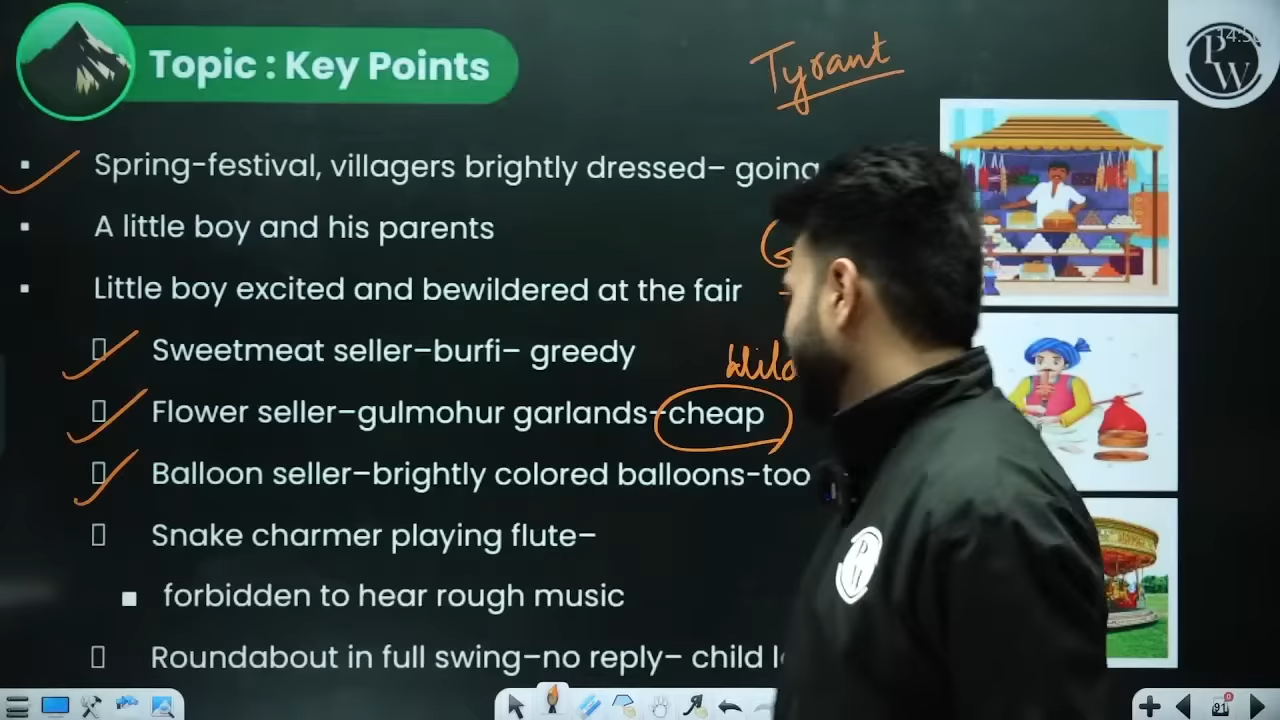 Topic : Key Points
Tyrant
Spring-festival, villagers brightly dressed– going
A little boy and his parents
Little boy excited and bewildered at the fair
Sweetmeat seller–burfi– greedy
Flower seller–gulmohur garlands–cheap
Balloon seller–brightly colored balloons-too
Snake charmer playing flute–
forbidden to hear rough music
Roundabout in full swing–no reply– child
PW
91